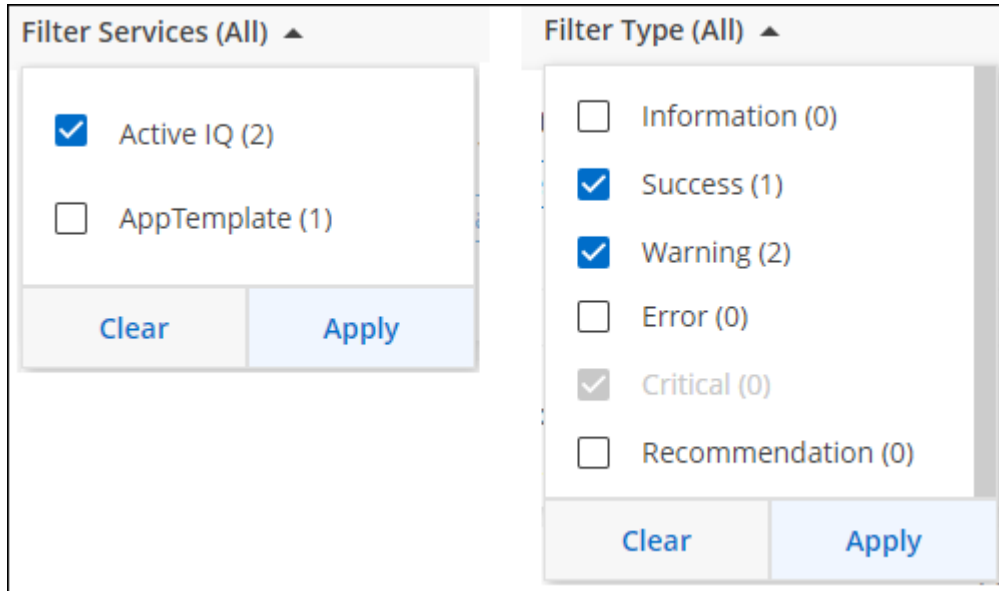 Filter Services (All)
Active IQ (2)
AppTemplate (1)
Clear
Apply
Filter Type (All)
Information (0)
Success (1)
Warning (2)
Error (0)
Critical (0)
Recommendation (0)
Clear
Apply